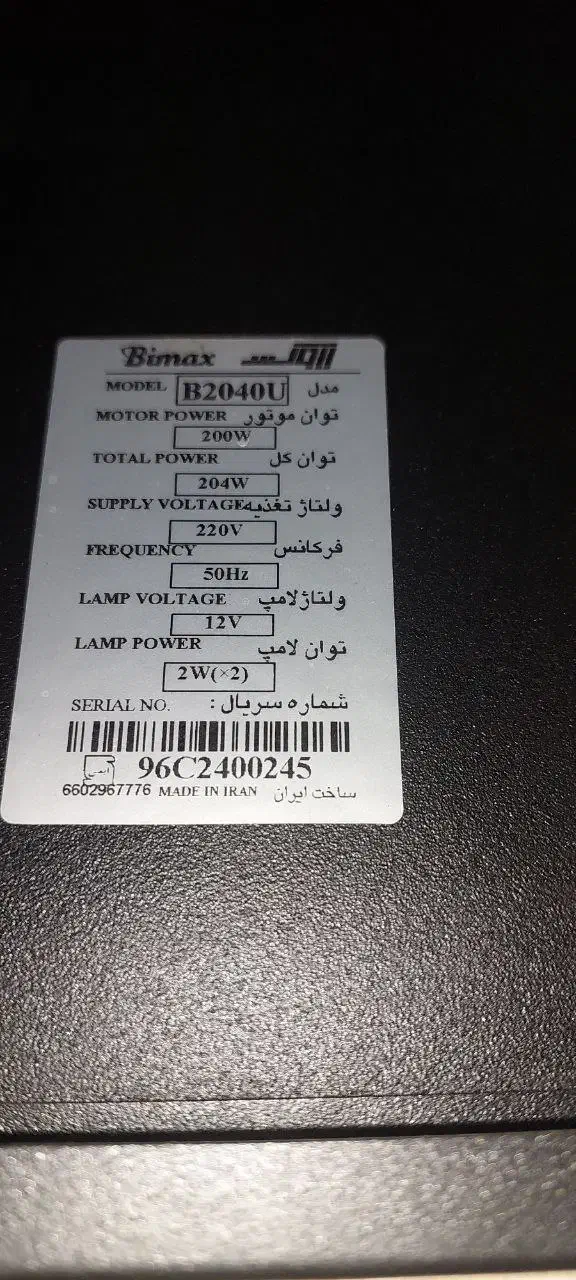 Bimax بیمکس
MODEL B2040U مدل
MOTOR POWER توان موتور
200W
TOTAL POWER توان کل
204W
SUPPLY VOLTAGE ولتاژ تغذیه
220V
FREQUENCY فرکانس
50Hz
LAMP VOLTAGE ولتاژ لامپ
12V
LAMP POWER توان لامپ
2W(×2)
SERIAL NO. شماره سریال :
96C2400245
6602967776 MADE IN IRAN ساخت ایران